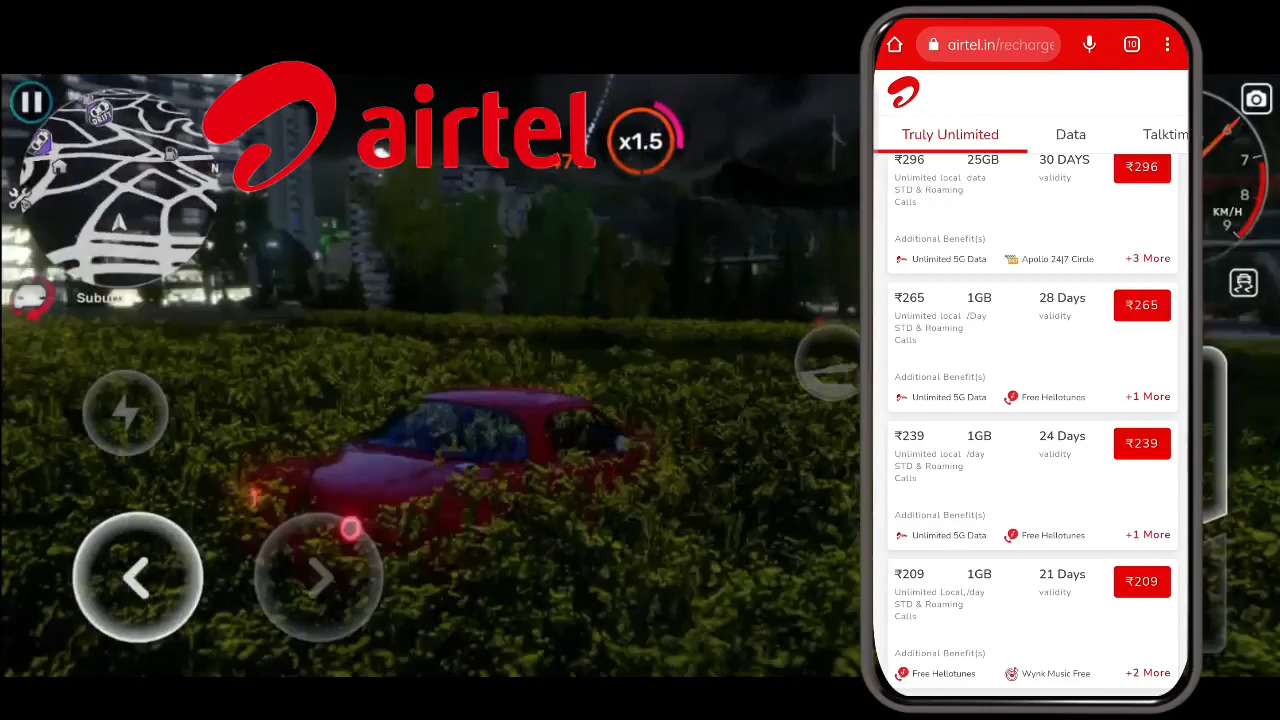 airtel
x1.5
DRIFT
N
7
8
KM/H
9
airtel.in/recharge
10
Truly Unlimited
Data
Talktim
₹296
25GB
30 DAYS
₹296
Unlimited local
STD & Roaming
Calls
data
validity
Additional Benefit(s)
Unlimited 5G Data
Apollo 24|7 Circle
+3 More
₹265
1GB
28 Days
₹265
Unlimited local
STD & Roaming
Calls
/Day
validity
Additional Benefit(s)
Unlimited 5G Data
Free Hellotunes
+1 More
₹239
1GB
24 Days
₹239
Unlimited local
STD & Roaming
Calls
/day
validity
Additional Benefit(s)
Unlimited 5G Data
Free Hellotunes
+1 More
₹209
1GB
21 Days
₹209
Unlimited Local,
STD & Roaming
Calls
/day
validity
Additional Benefit(s)
Free Hellotunes
Wynk Music Free
+2 More